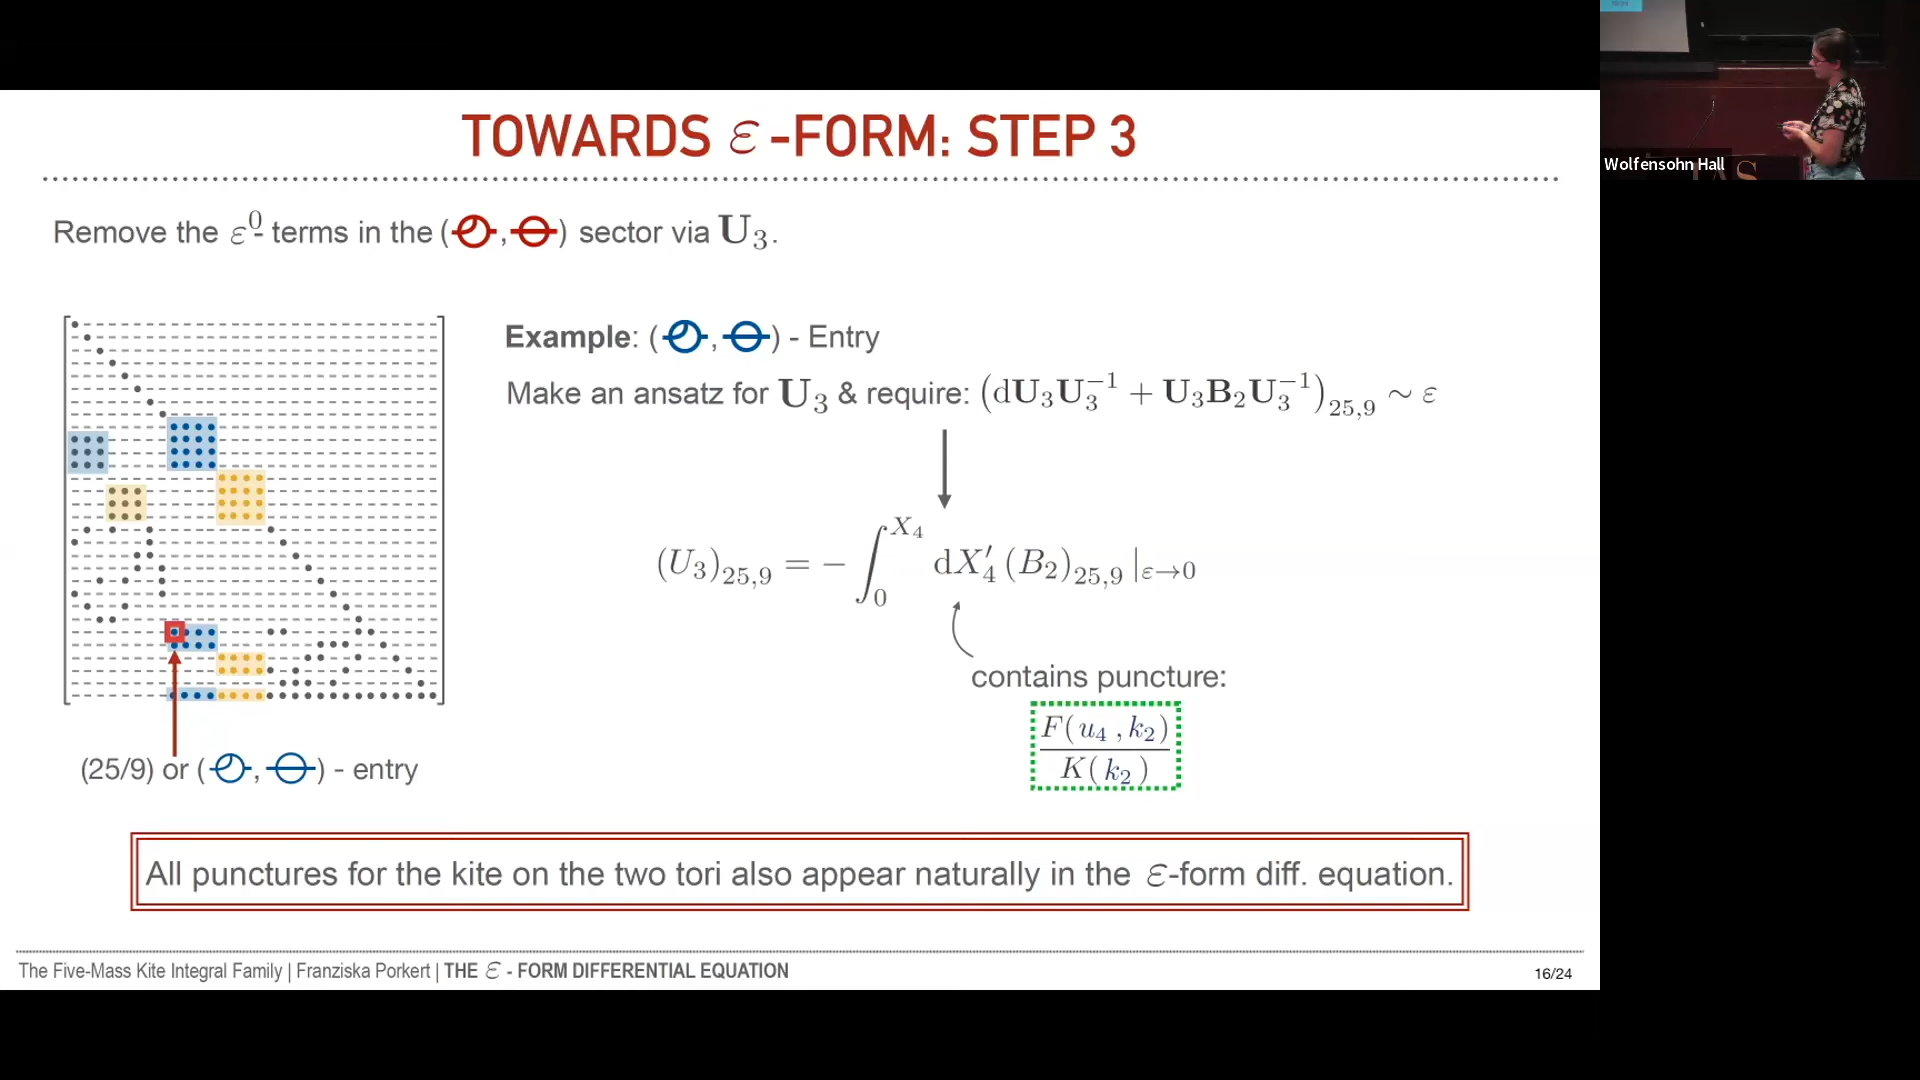 TOWARDS ε -FORM: STEP 3
Wolfensohn Hall
Remove the ε⁰- terms in the ( , ) sector via U₃.
Example: ( , ) - Entry
Make an ansatz for U₃ & require: (dU₃U₃⁻¹ + U₃B₂U₃⁻¹)₂₅,₉ ∼ ε
(U₃)₂₅,₉ = − ∫₀^X₄ dX′₄ (B₂)₂₅,₉ |ε→0
contains puncture:
F( u₄ , k₂)
K( k₂ )
(25/9) or ( , ) - entry
All punctures for the kite on the two tori also appear naturally in the ε-form diff. equation.
The Five-Mass Kite Integral Family | Franziska Porkert | THE ε - FORM DIFFERENTIAL EQUATION
16/24